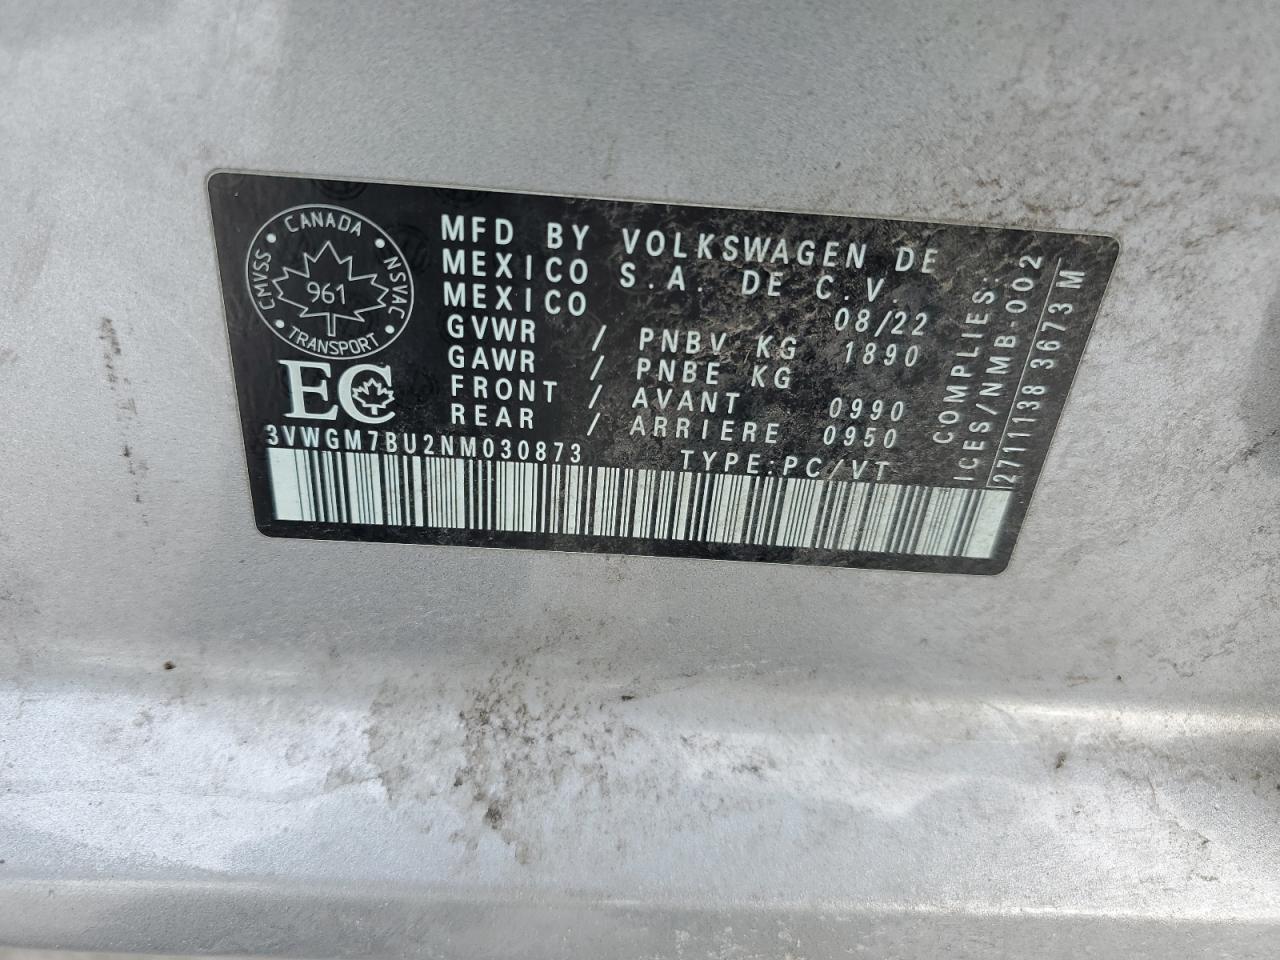 CANADA
CMVSS
NSVAC
961
TRANSPORT
EC
MFD BY VOLKSWAGEN DE
MEXICO S.A. DE C.V.
MEXICO 08/22
GVWR / PNBV KG 1890
GAWR / PNBE KG
FRONT / AVANT 0990
REAR / ARRIERE 0950
3VWGM7BU2NM030873 TYPE:PC/VT
COMPLIES:
ICES/NMB-002
2711138 3673 M